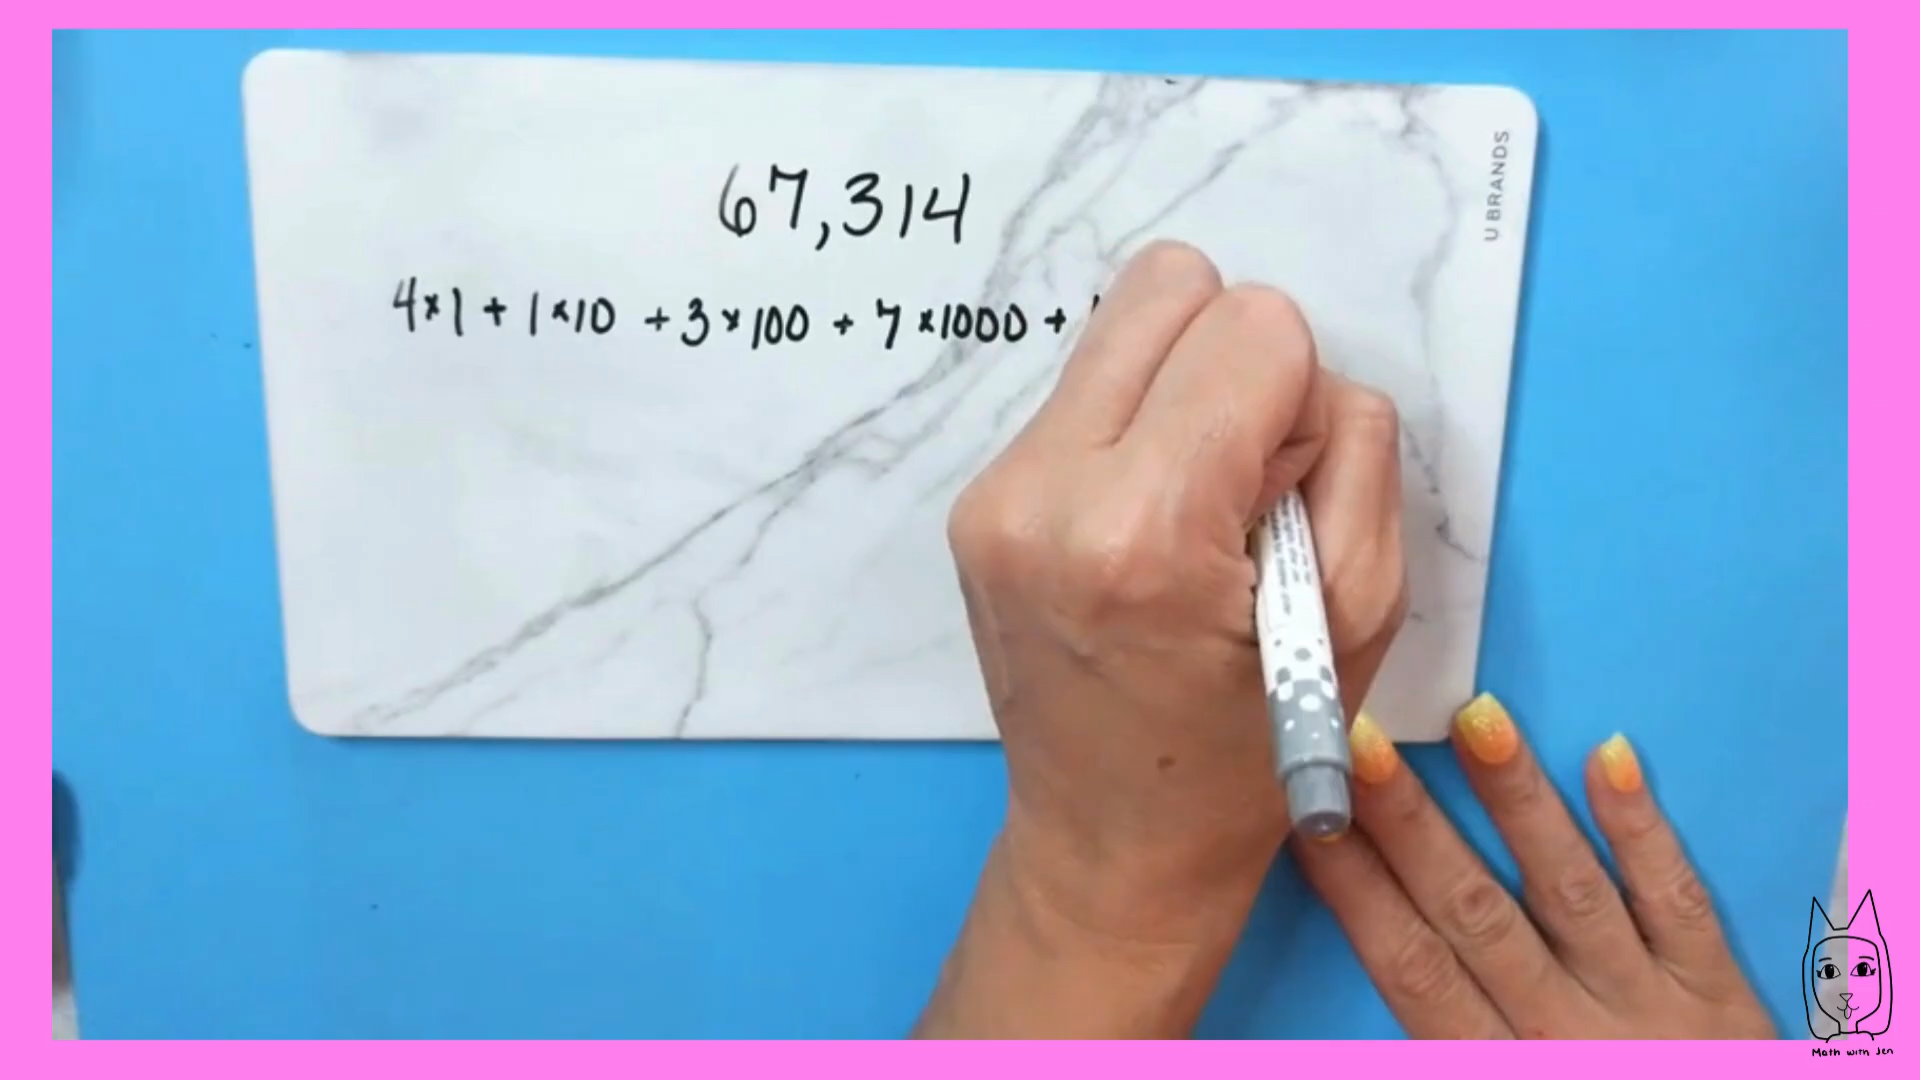 67,314
4×1 + 1×10 + 3×100 + 7×1000 +
U BRANDS
Math with Jen